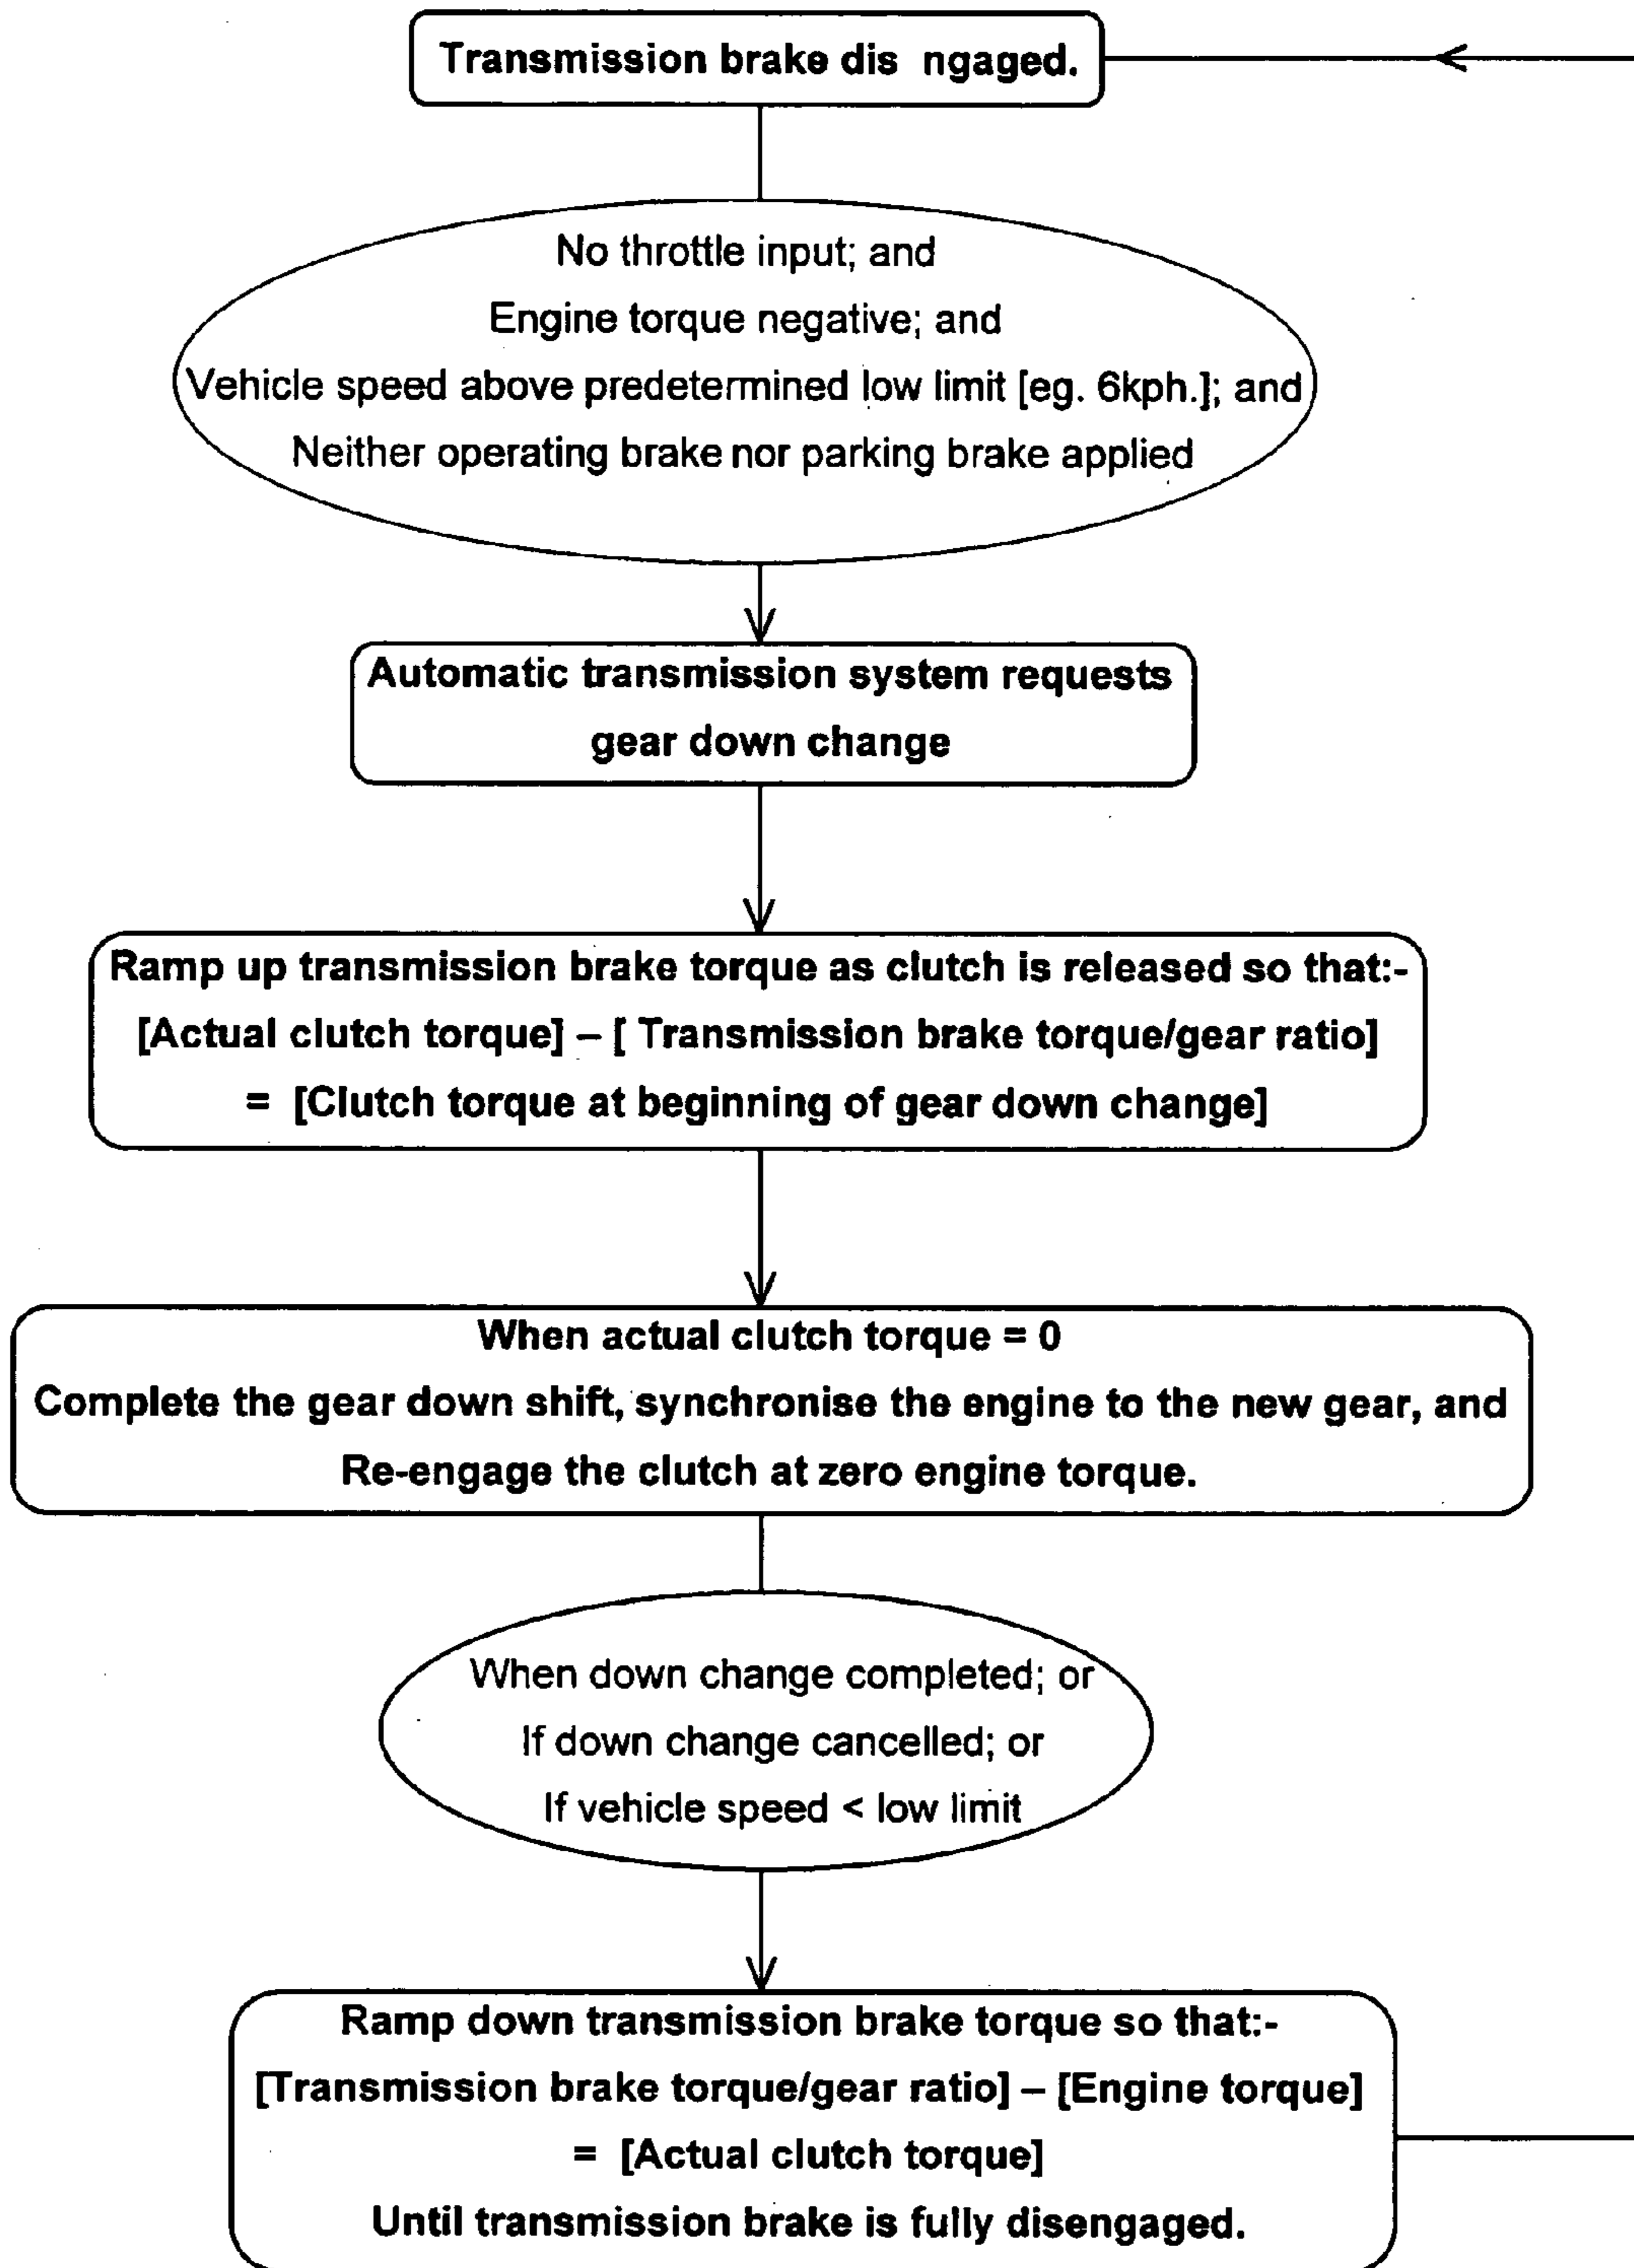 Transmission brake dis ngaged.
No throttle input; and
Engine torque negative; and
Vehicle speed above predetermined low limit [eg. 6kph.]; and
Neither operating brake nor parking brake applied
Automatic transmission system requests
gear down change
Ramp up transmission brake torque as clutch is released so that:-
[Actual clutch torque] – [ Transmission brake torque/gear ratio]
= [Clutch torque at beginning of gear down change]
When actual clutch torque = 0
Complete the gear down shift, synchronise the engine to the new gear, and
Re-engage the clutch at zero engine torque.
When down change completed; or
If down change cancelled; or
If vehicle speed < low limit
Ramp down transmission brake torque so that:-
[Transmission brake torque/gear ratio] – [Engine torque]
= [Actual clutch torque]
Until transmission brake is fully disengaged.